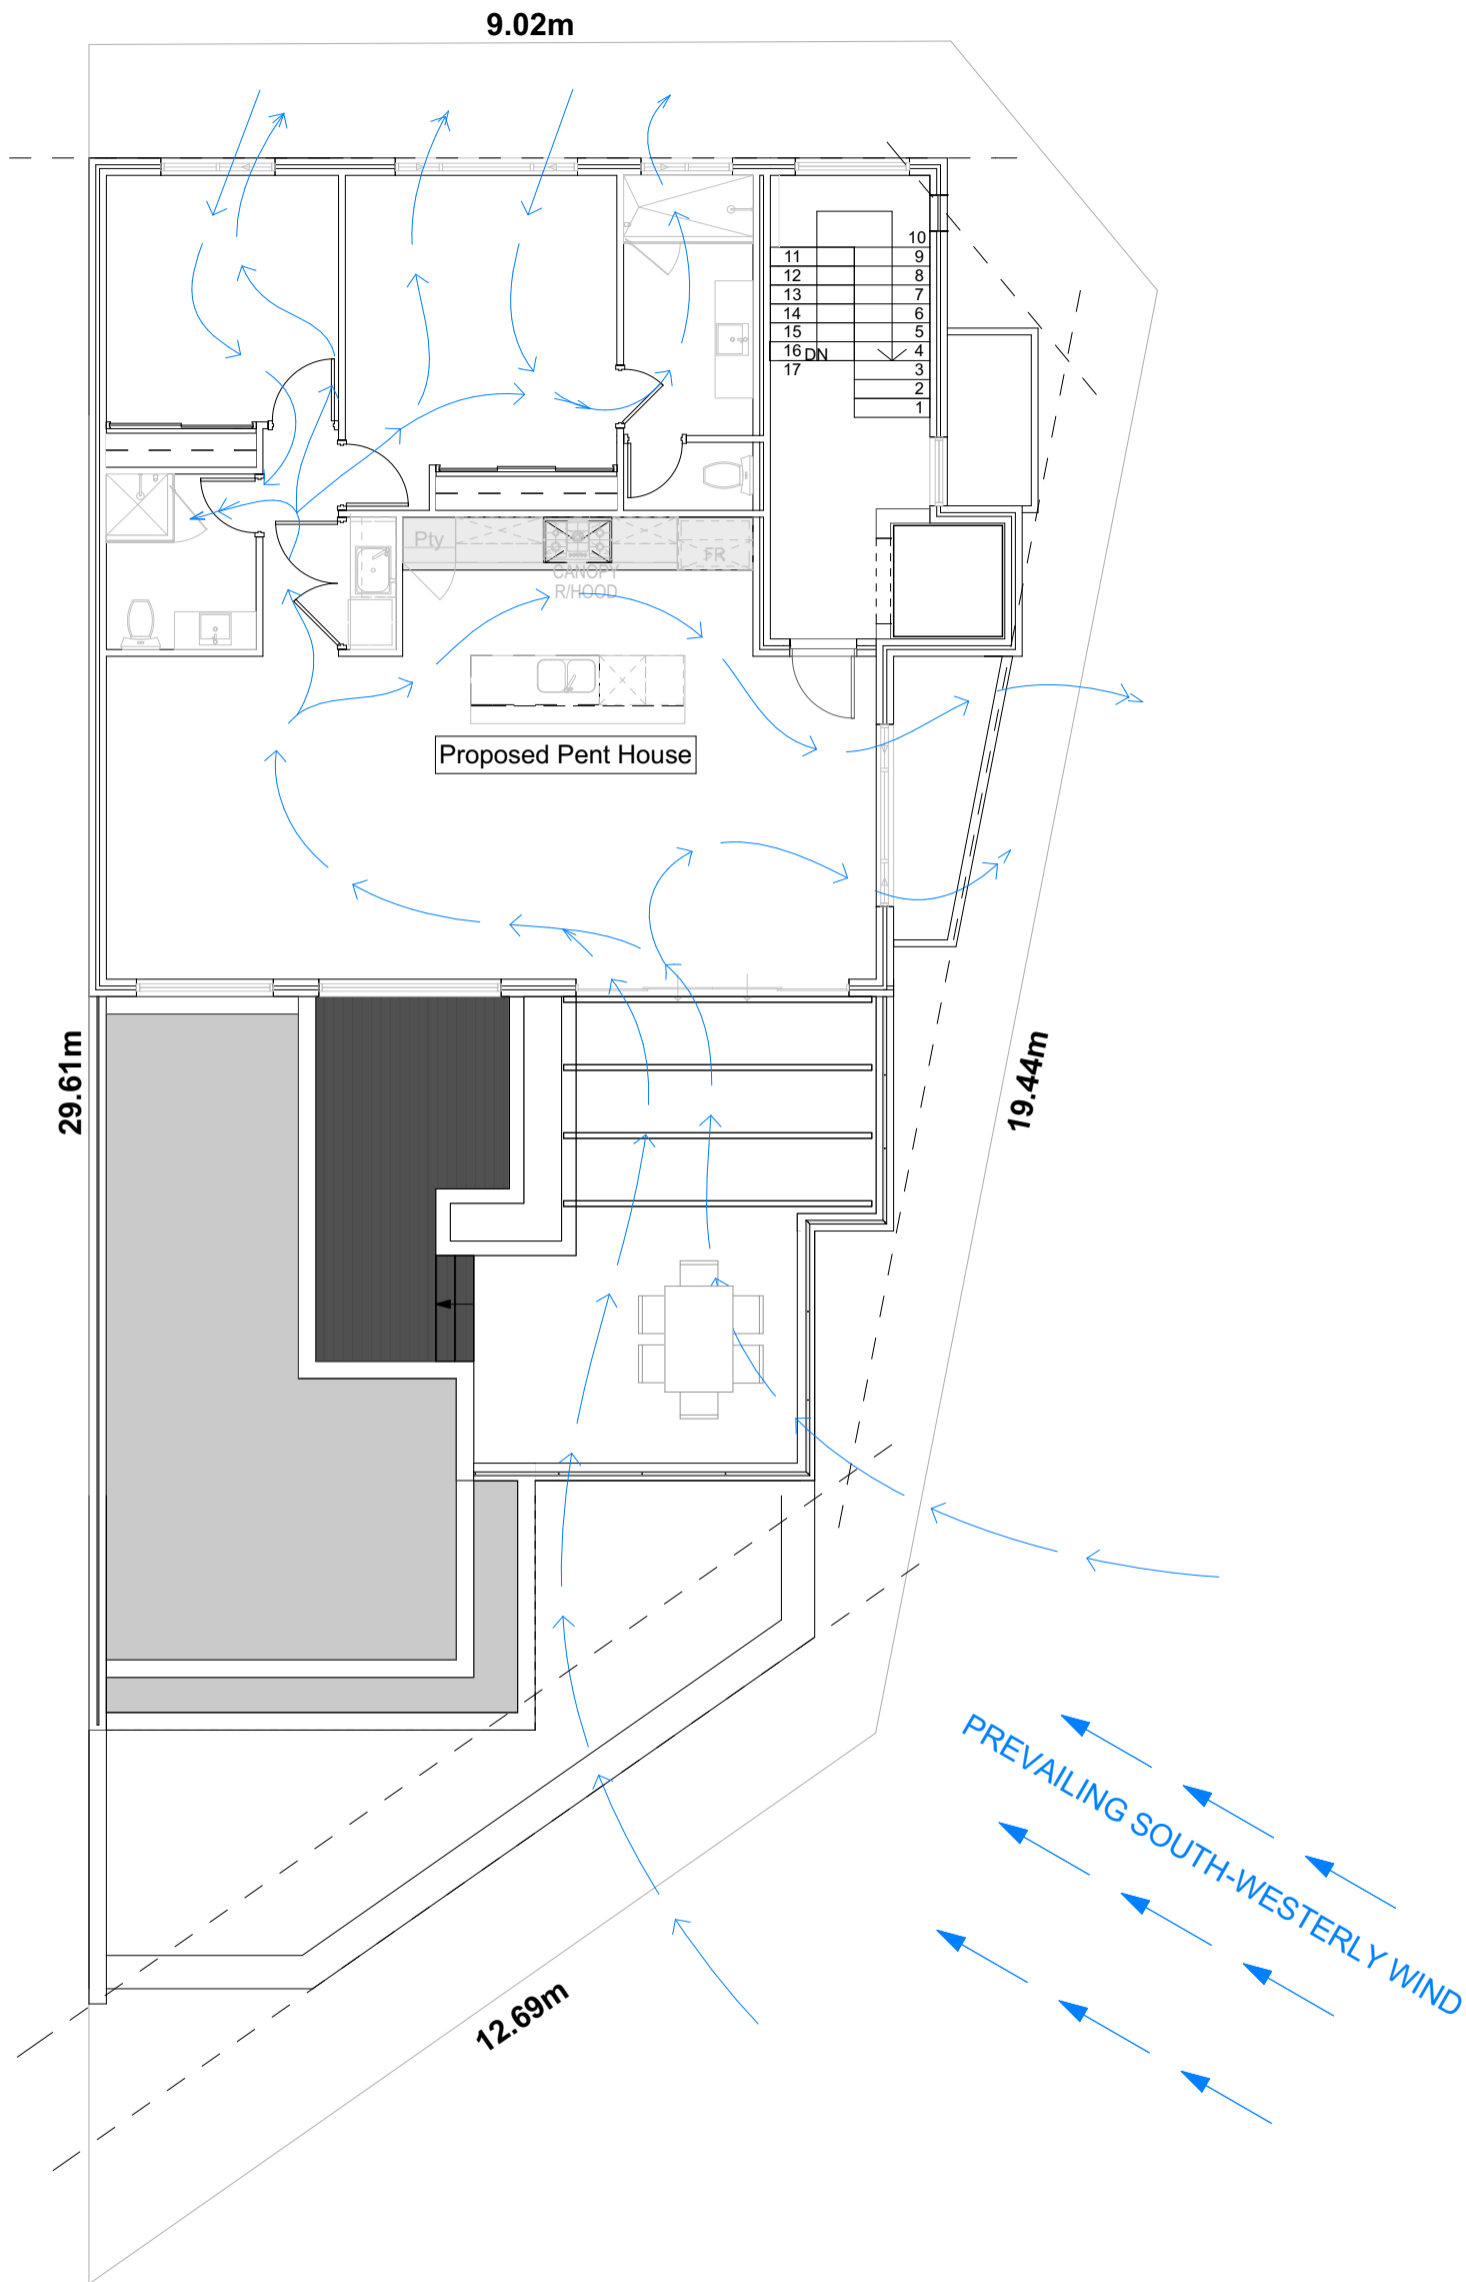 9.02m
10
11 9
12 8
13 7
14 6
15 5
16 DN 4
17 3
2
1
Pty
FR
CANOPY
R/HOOD
Proposed Pent House
29.61m
19.44m
PREVAILING SOUTH-WESTERLY WIND
12.69m